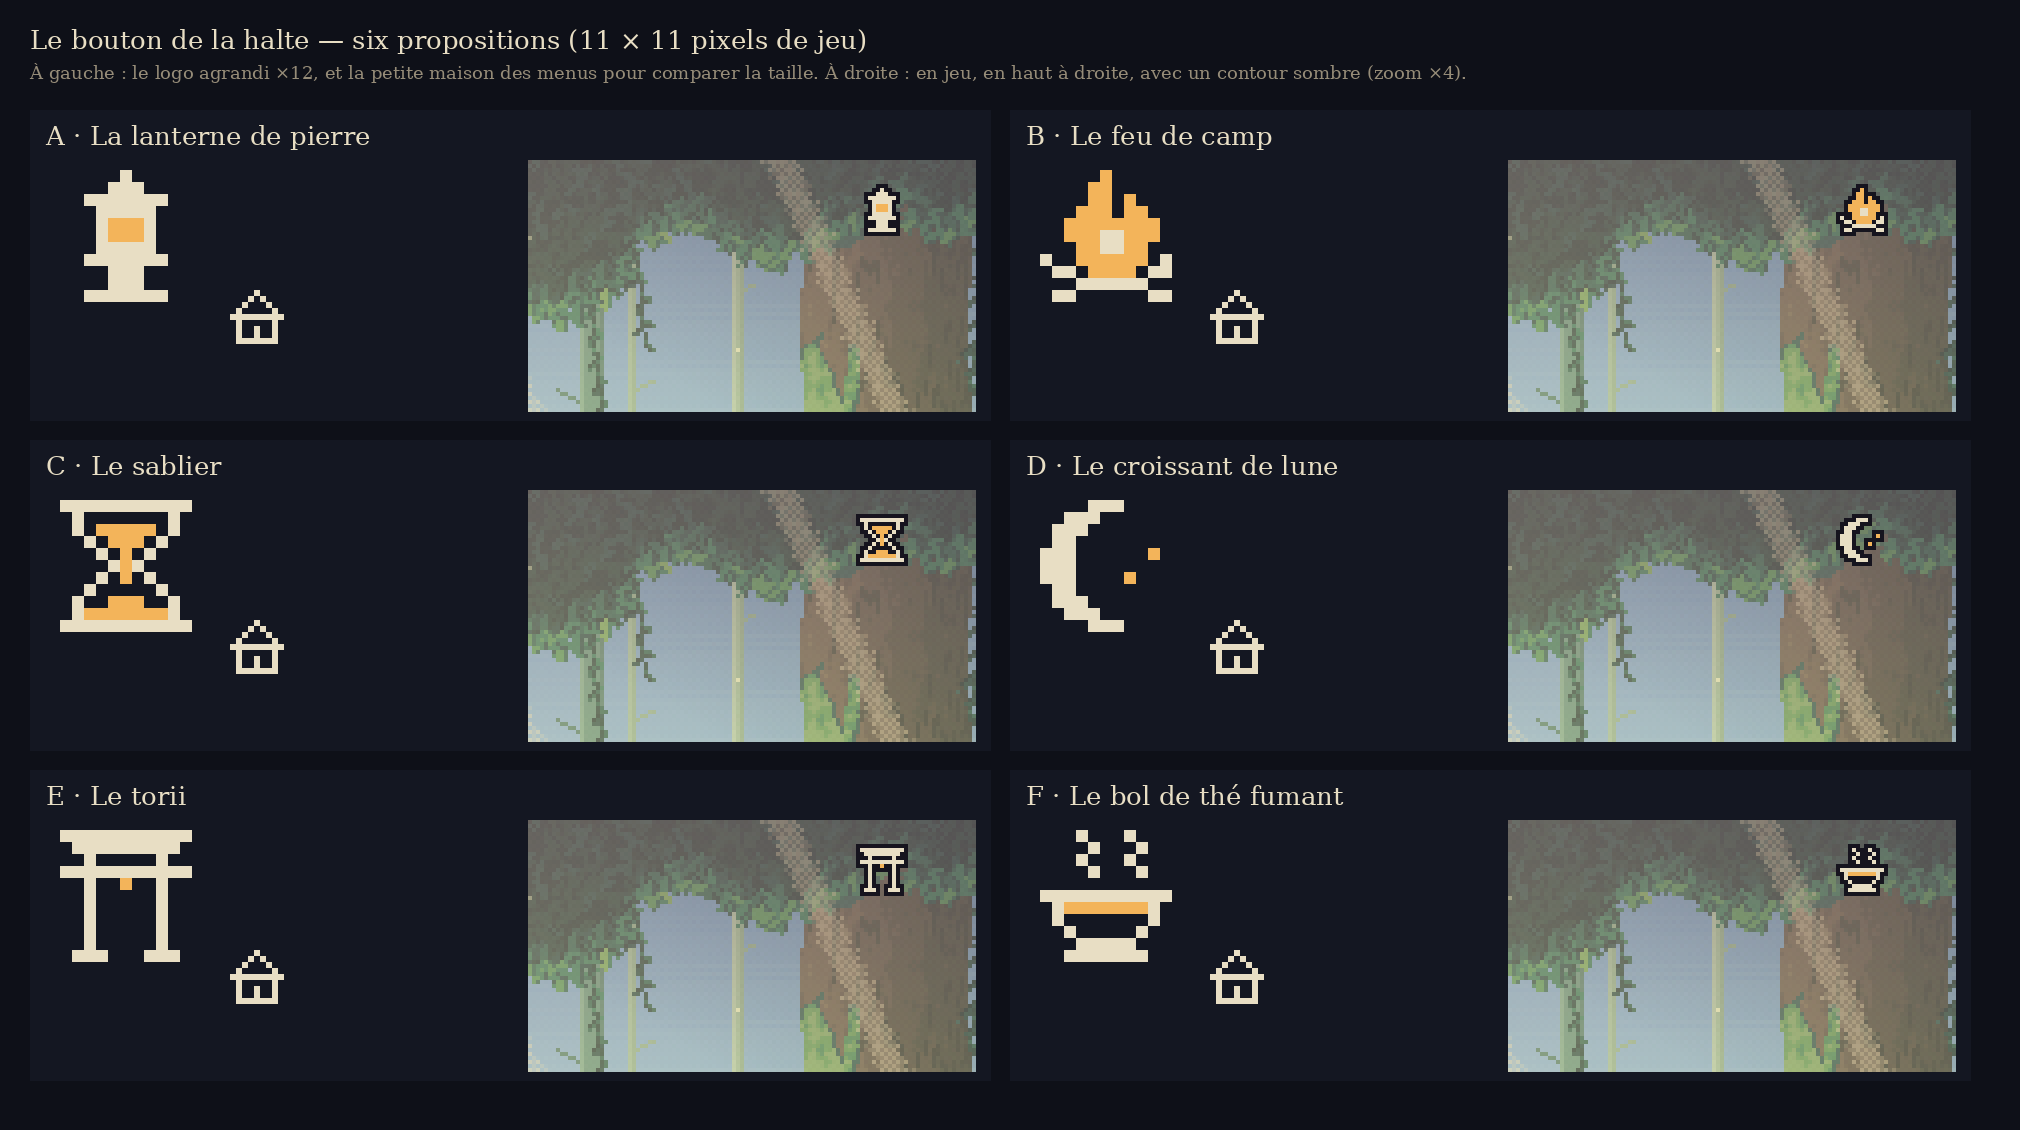 Le bouton de la halte — six propositions (11 × 11 pixels de jeu)
À gauche : le logo agrandi ×12, et la petite maison des menus pour comparer la taille. À droite : en jeu, en haut à droite, avec un contour sombre (zoom ×4).
A · La lanterne de pierre
B · Le feu de camp
C · Le sablier
D · Le croissant de lune
E · Le torii
F · Le bol de thé fumant